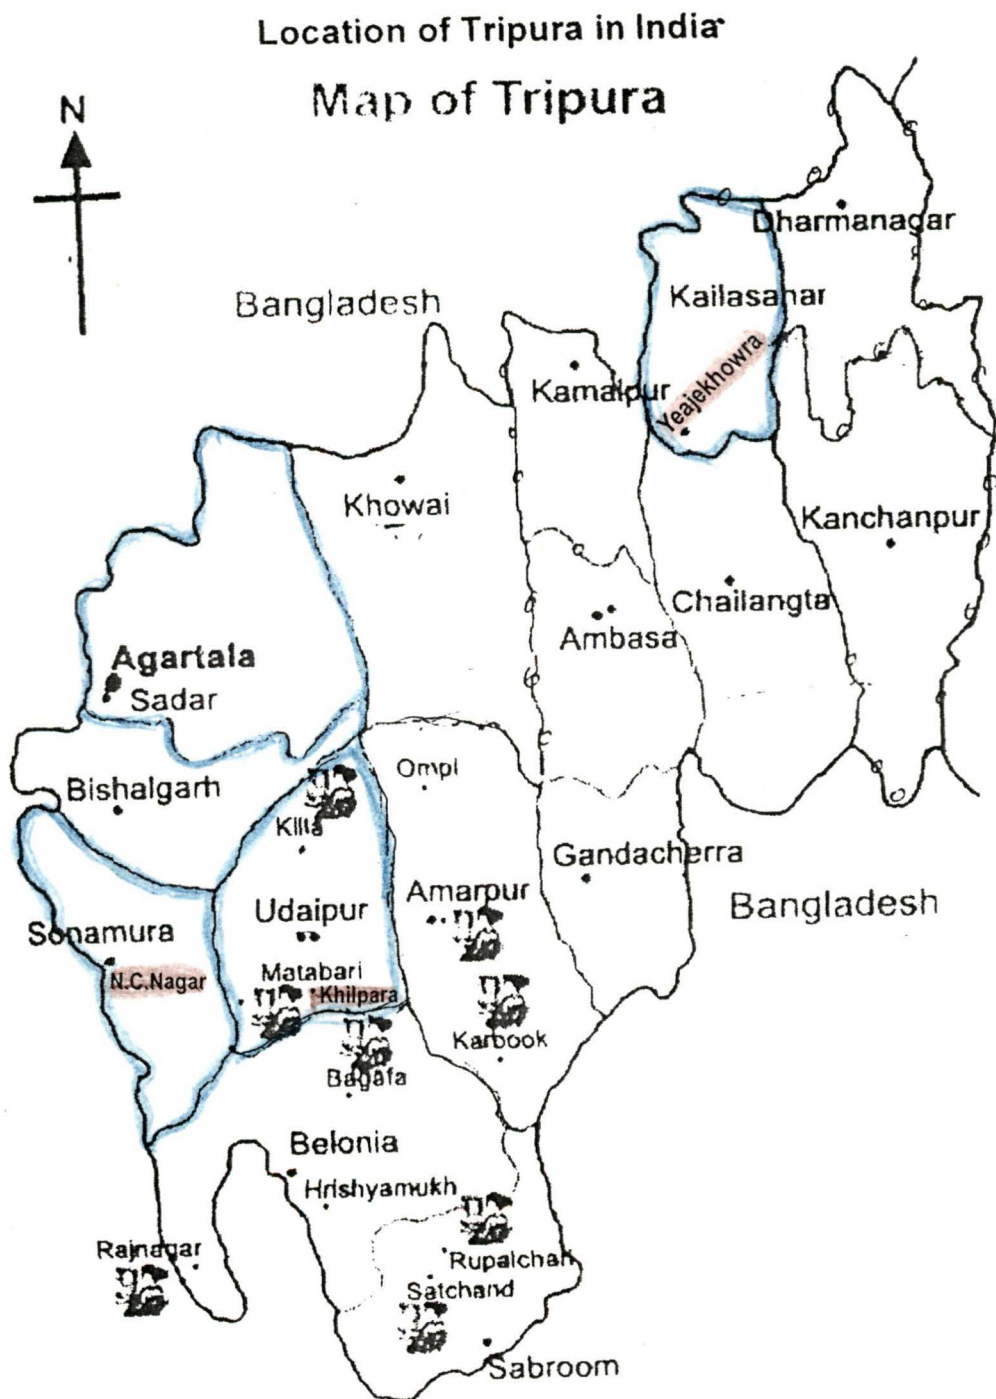 Location of Tripura in India
Map of Tripura
N
Dharmanagar
Bangladesh
Kailasahar
Yeajekhowra
Kamalpur
Khowai
Kanchanpur
Chailangta
Ambasa
Agartala
Sadar
Ompi
Bishalgarh
Killa
Gandacherra
Amarpur
Udaipur
Bangladesh
Sonamura
N.C.Nagar
Matabari
Khilpara
Karbook
Bagafa
Belonia
Hrishyamukh
Rajnagar
Rupaichari
Satchand
Sabroom